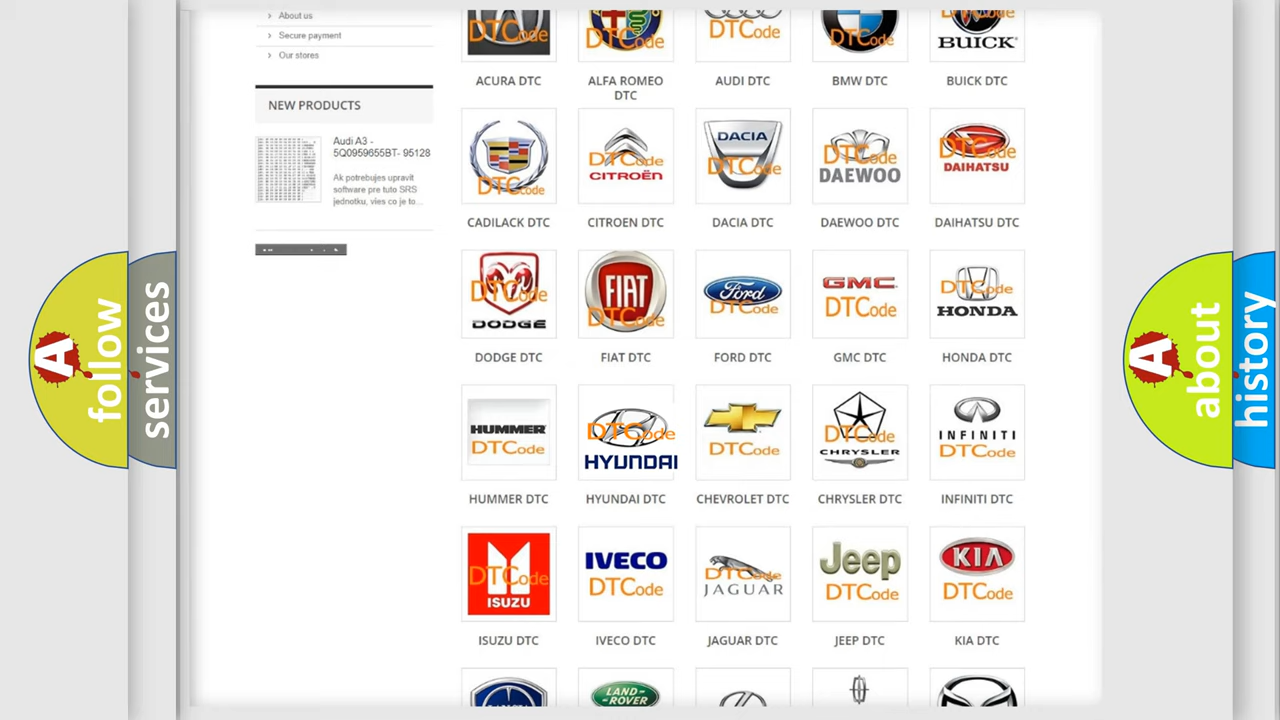 About us
Secure payment
Our stores
NEW PRODUCTS
Audi A3 -
5Q0959655BT- 95128
Ak potrebujes upravit
software pre tuto SRS
jednotku, vies co je to...
DTCode
DTCode
DTCode
DTCode
BUICK
ACURA DTC
ALFA ROMEO
DTC
AUDI DTC
BMW DTC
BUICK DTC
DTCode
DTCode
CITROËN
DACIA
DTCode
DTCode
DAEWOO
DTCode
DAIHATSU
CADILACK DTC
CITROEN DTC
DACIA DTC
DAEWOO DTC
DAIHATSU DTC
DTCode
DODGE
FIAT
DTCode
Ford
DTCode
GMC
DTCode
DTCode
HONDA
DODGE DTC
FIAT DTC
FORD DTC
GMC DTC
HONDA DTC
HUMMER
DTCode
DTCode
HYUNDAI
DTCode
DTCode
CHRYSLER
INFINITI
DTCode
HUMMER DTC
HYUNDAI DTC
CHEVROLET DTC
CHRYSLER DTC
INFINITI DTC
DTCode
ISUZU
IVECO
DTCode
DTCode
JAGUAR
Jeep
DTCode
KIA
DTCode
ISUZU DTC
IVECO DTC
JAGUAR DTC
JEEP DTC
KIA DTC
LAND-
ROVER
A follow
services
A about
history